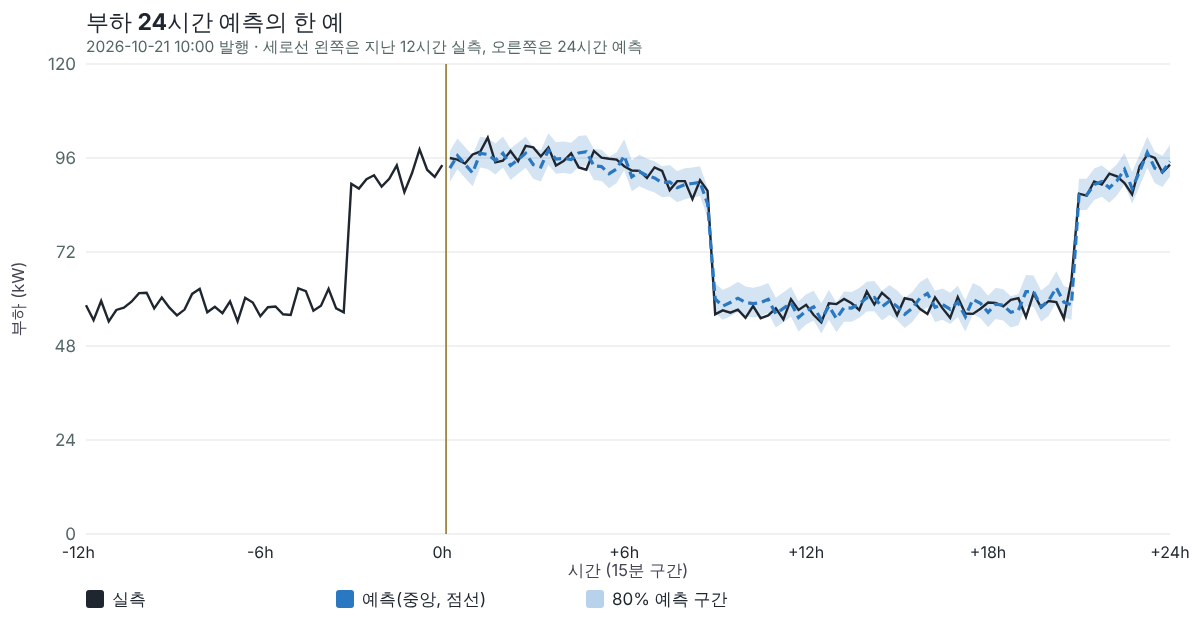 부하 24시간 예측의 한 예
2026-10-21 10:00 발행 · 세로선 왼쪽은 지난 12시간 실측, 오른쪽은 24시간 예측
120
96
72
48
24
0
부하 (kW)
-12h -6h 0h +6h +12h +18h +24h
시간 (15분 구간)
실측 예측(중앙, 점선) 80% 예측 구간